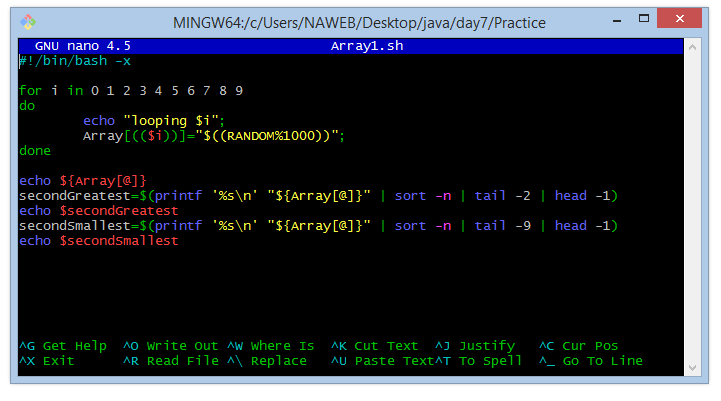 MINGW64:/c/Users/NAWEB/Desktop/java/day7/Practice
GNU nano 4.5 Array1.sh
#!/bin/bash -x
for i in 0 1 2 3 4 5 6 7 8 9
do
echo "looping $i";
Array[(($i))]="$((RANDOM%1000))";
done
echo ${Array[@]}
secondGreatest=$(printf '%s\n' "${Array[@]}" | sort -n | tail -2 | head -1)
echo $secondGreatest
secondSmallest=$(printf '%s\n' "${Array[@]}" | sort -n | tail -9 | head -1)
echo $secondSmallest
^G Get Help ^O Write Out ^W Where Is ^K Cut Text ^J Justify ^C Cur Pos
^X Exit ^R Read File ^\ Replace ^U Paste Text^T To Spell ^_ Go To Line